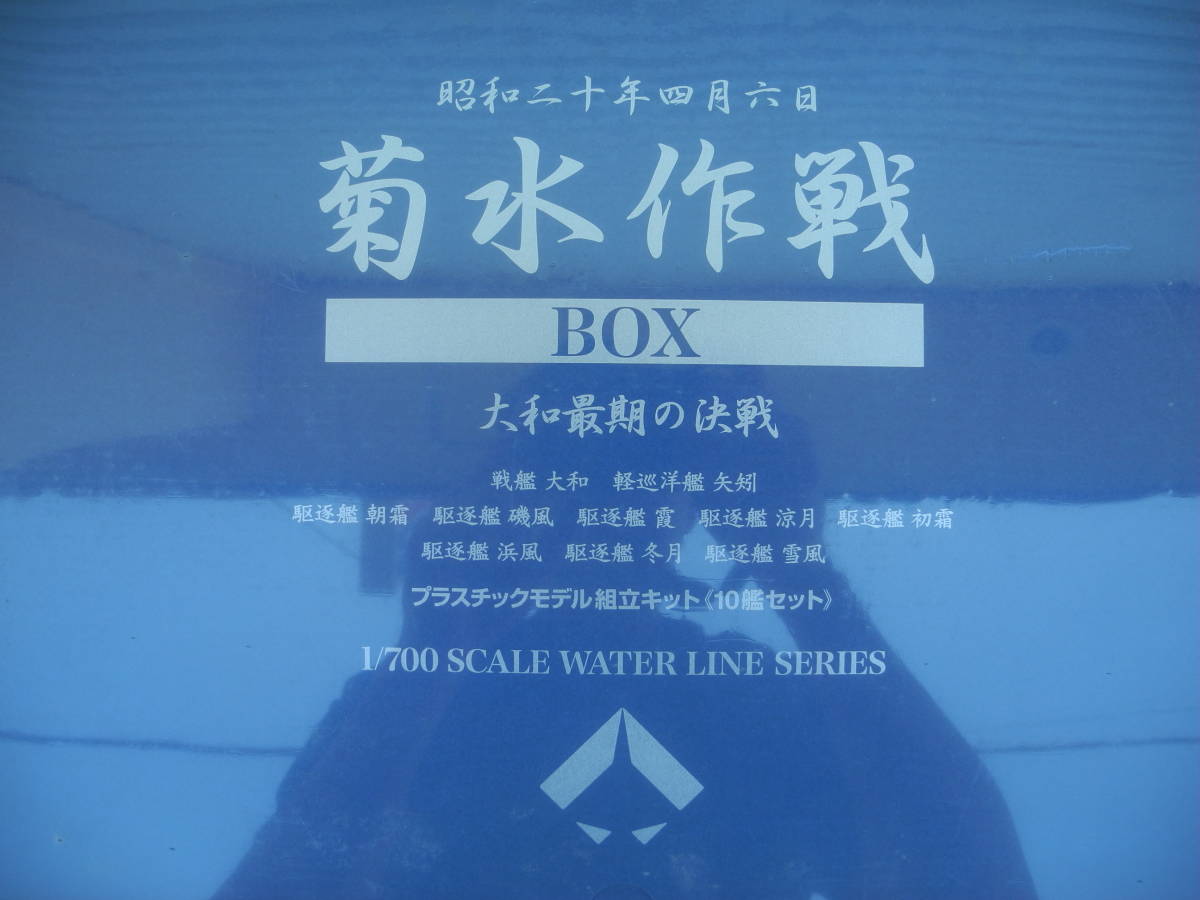 昭和二十年四月六日
菊水作戦
BOX
大和最期の決戦
戦艦 大和 軽巡洋艦 矢矧
駆逐艦 朝霜 駆逐艦 磯風 駆逐艦 霞 駆逐艦 涼月 駆逐艦 初霜
駆逐艦 浜風 駆逐艦 冬月 駆逐艦 雪風
プラスチックモデル組立キット《10艦セット》
1/700 SCALE WATER LINE SERIES